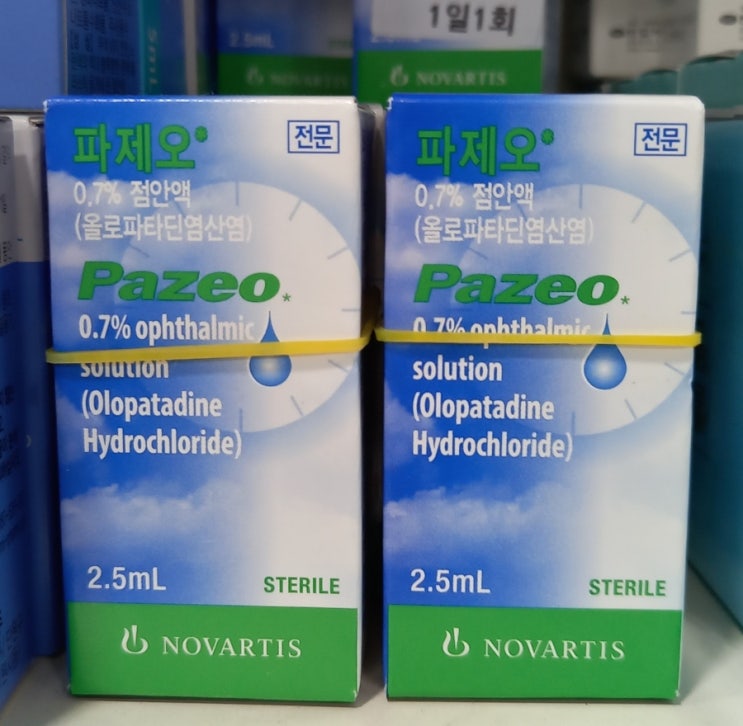 1일1회
2.5mL
NOVARTIS
NOVARTIS
5mL
파제오*
전문
0.7% 점안액
(올로파타딘염산염)
Pazeo*
0.7% ophthalmic
solution
(Olopatadine
Hydrochloride)
2.5mL
STERILE
NOVARTIS
파제오*
전문
0.7% 점안액
(올로파타딘염산염)
Pazeo*
0.7% ophthalmic
solution
(Olopatadine
Hydrochloride)
2.5mL
STERILE
NOVARTIS